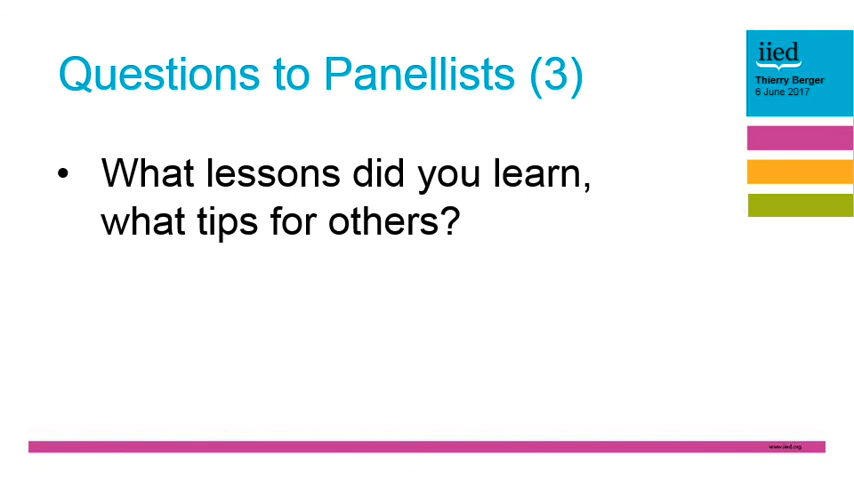 Questions to Panellists (3)
iied
Thierry Berger
6 June 2017
• What lessons did you learn,
what tips for others?
www.iied.org